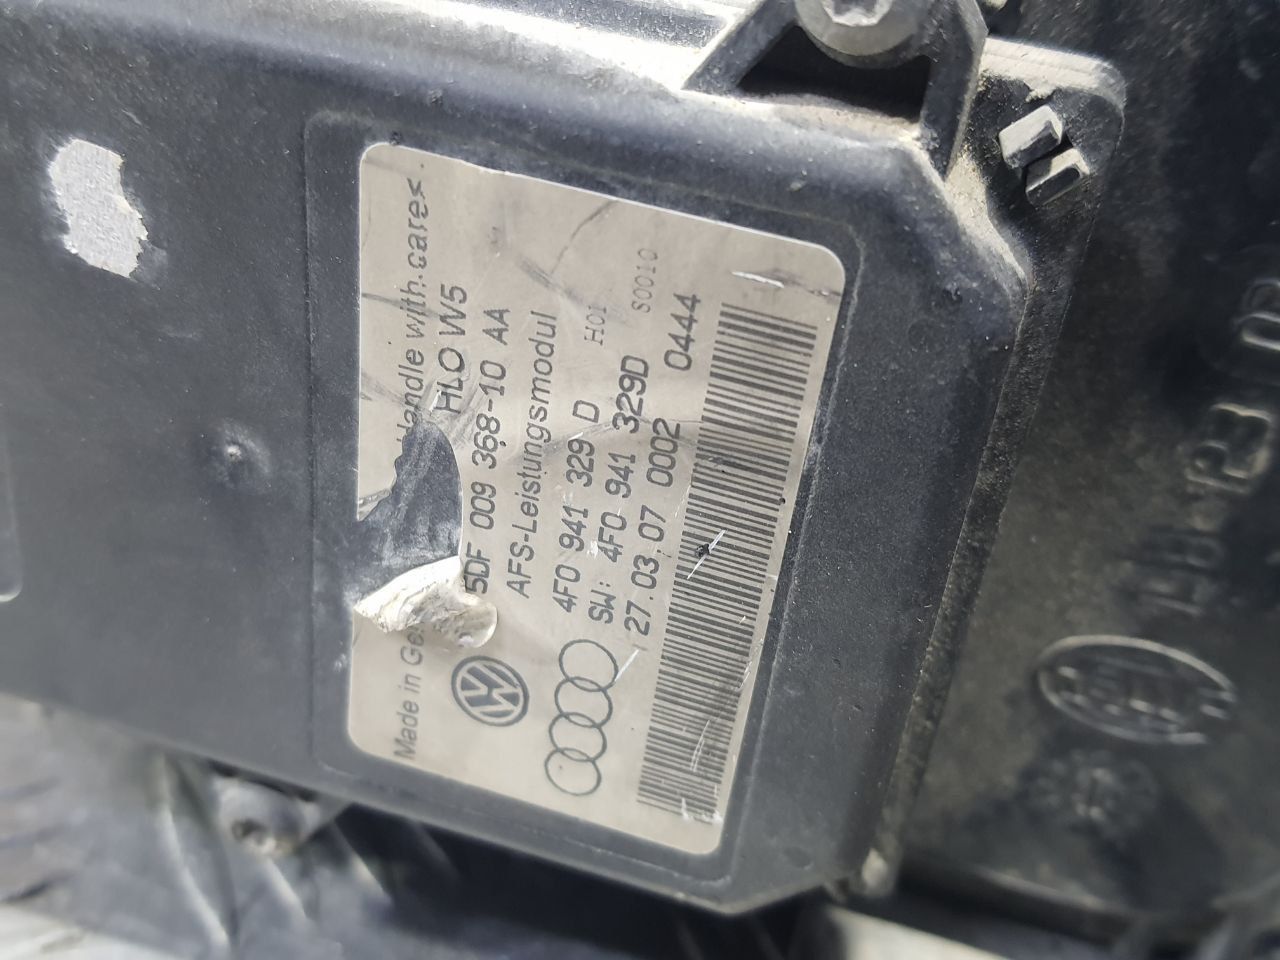 Handle with care
HLO W5
5DF 009 368-10 AA
AFS-Leistungsmodul
4F0 941 329 D H01
SW: 4F0 941 329D S0010
27.03.07 0002 0444
Made in
VW